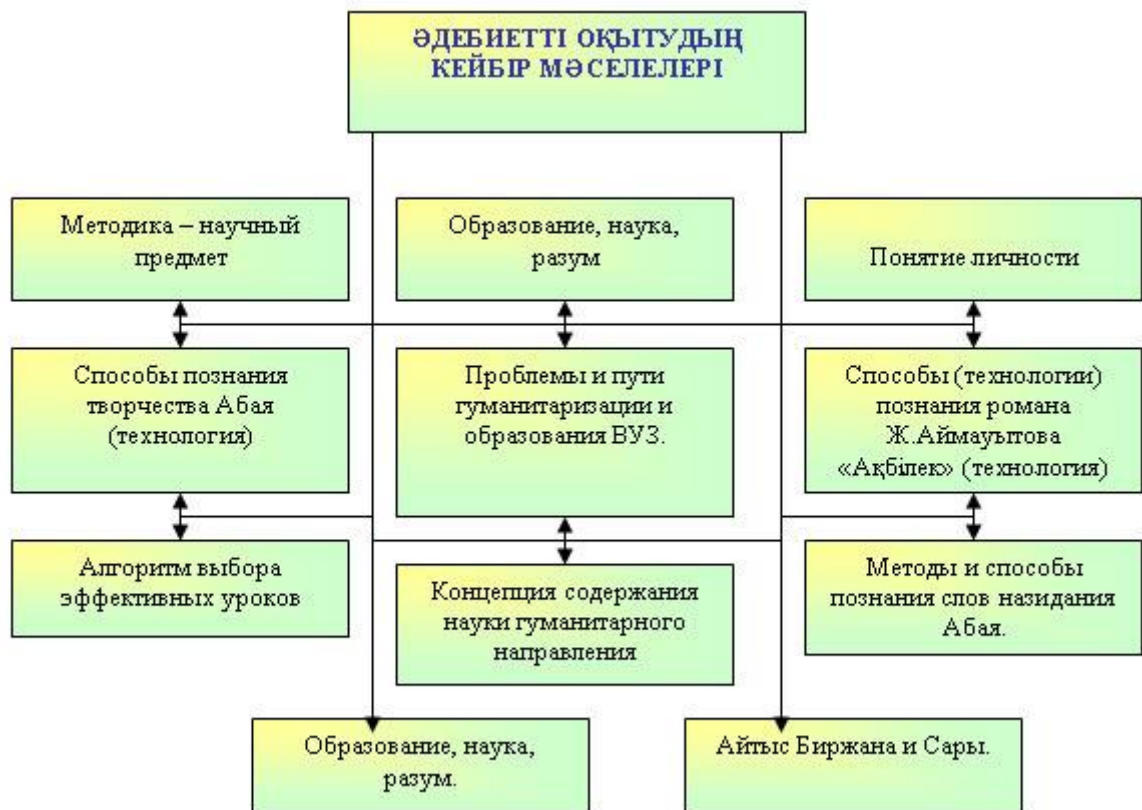 ӘДЕБИЕТТІ ОҚЫТУДЫҢ
КЕЙБІР МӘСЕЛЕЛЕРІ
Методика – научный
предмет
Образование, наука,
разум
Понятие личности
Способы познания
творчества Абая
(технология)
Проблемы и пути
гуманитаризации и
образования ВУЗ.
Способы (технологии)
познания романа
Ж.Аймауытова
«Ақбілек» (технология)
Алгоритм выбора
эффективных уроков
Концепция содержания
науки гуманитарного
направления
Методы и способы
познания слов назидания
Абая.
Образование, наука,
разум.
Айтыс Биржана и Сары.